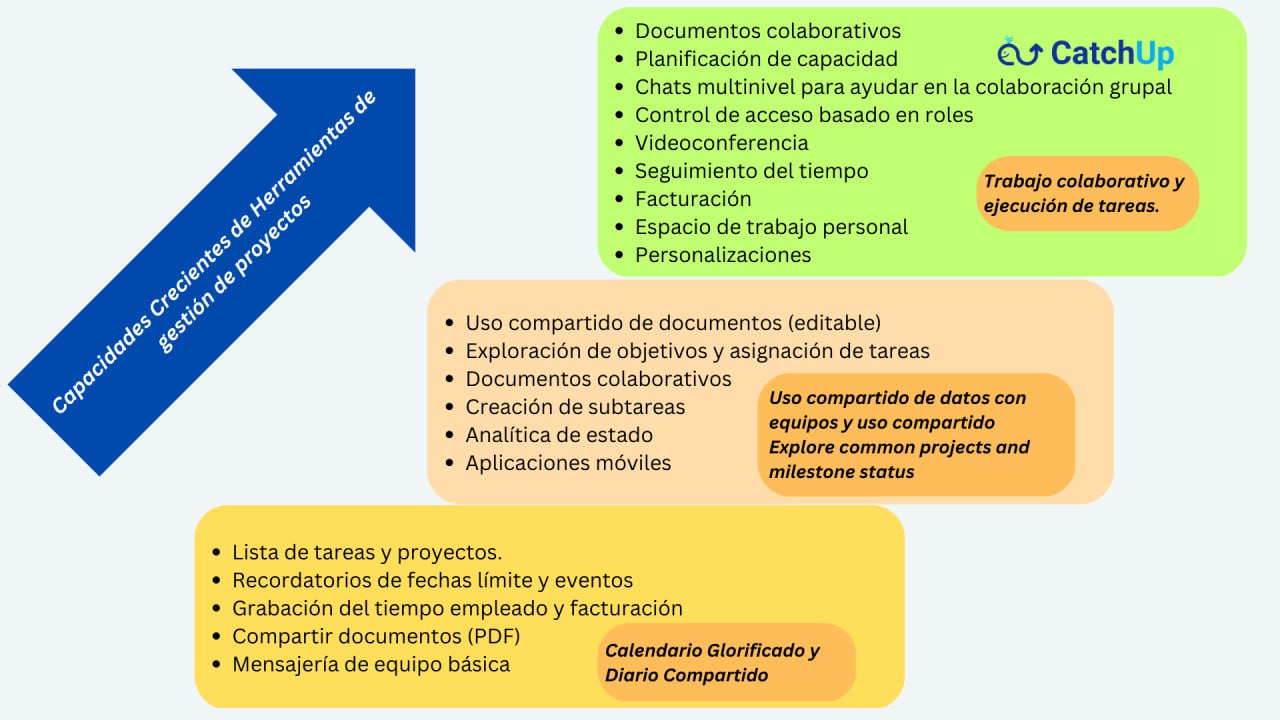 Capacidades Crecientes de Herramientas de
gestión de proyectos
• Documentos colaborativos
• Planificación de capacidad
• Chats multinivel para ayudar en la colaboración grupal
• Control de acceso basado en roles
• Videoconferencia
• Seguimiento del tiempo
• Facturación
• Espacio de trabajo personal
• Personalizaciones
CatchUp
Trabajo colaborativo y
ejecución de tareas.
• Uso compartido de documentos (editable)
• Exploración de objetivos y asignación de tareas
• Documentos colaborativos
• Creación de subtareas
• Analítica de estado
• Aplicaciones móviles
Uso compartido de datos con
equipos y uso compartido
Explore common projects and
milestone status
• Lista de tareas y proyectos.
• Recordatorios de fechas límite y eventos
• Grabación del tiempo empleado y facturación
• Compartir documentos (PDF)
• Mensajería de equipo básica
Calendario Glorificado y
Diario Compartido